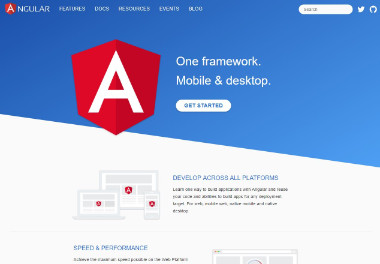 ANGULAR
FEATURES DOCS RESOURCES EVENTS BLOG
Search
One framework.
Mobile & desktop.
GET STARTED
DEVELOP ACROSS ALL PLATFORMS
Learn one way to build applications with Angular and reuse
your code and abilities to build apps for any deployment
target. For web, mobile web, native mobile and native
desktop.
SPEED & PERFORMANCE
Achieve the maximum speed possible on the Web Platform